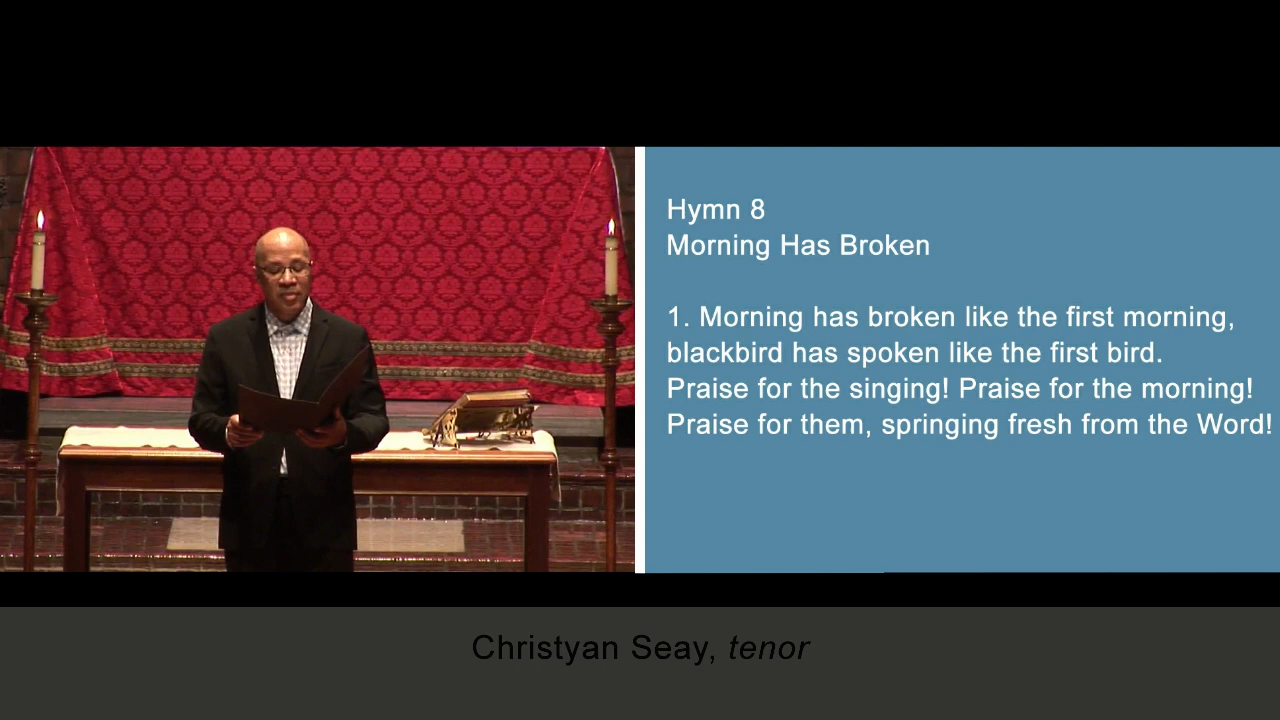 Hymn 8
Morning Has Broken
1. Morning has broken like the first morning,
blackbird has spoken like the first bird.
Praise for the singing! Praise for the morning!
Praise for them, springing fresh from the Word!
Christyan Seay, tenor